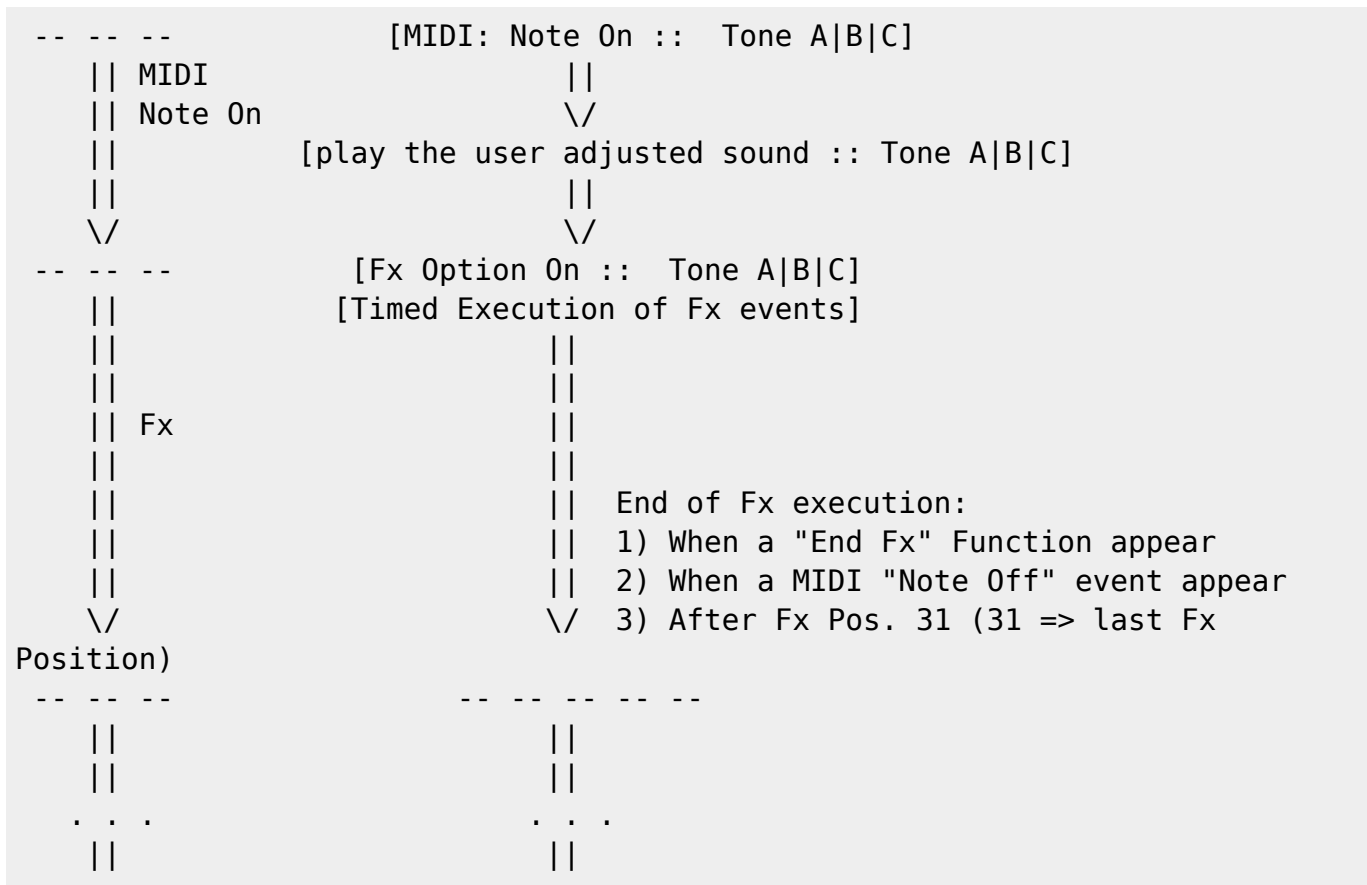 -- -- --            [MIDI: Note On ::  Tone A|B|C]
    || MIDI                    ||
    || Note On                 \/
    ||          [play the user adjusted sound :: Tone A|B|C]
    ||                         ||
    \/                         \/
 -- -- --          [Fx Option On ::  Tone A|B|C]
    ||            [Timed Execution of Fx events]
    ||                        ||
    ||                        ||
    || Fx                     ||
    ||                        ||
    ||                        ||  End of Fx execution:
    ||                        ||  1) When a "End Fx" Function appear
    ||                        ||  2) When a MIDI "Note Off" event appear
    \/                        \/  3) After Fx Pos. 31 (31 => last Fx
Position)
 -- -- --                -- -- -- -- --
    ||                        ||
    ||                        ||
   . . .                     . . .
    ||                        ||